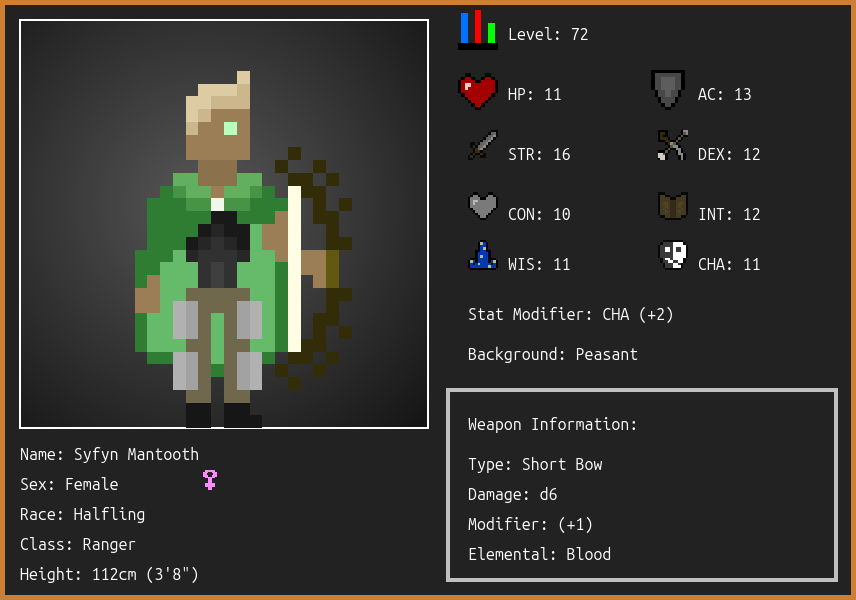 Level: 72
HP: 11
AC: 13
STR: 16
DEX: 12
CON: 10
INT: 12
WIS: 11
CHA: 11
Stat Modifier: CHA (+2)
Background: Peasant
Weapon Information:
Type: Short Bow
Damage: d6
Modifier: (+1)
Elemental: Blood
Name: Syfyn Mantooth
Sex: Female
Race: Halfling
Class: Ranger
Height: 112cm (3'8")